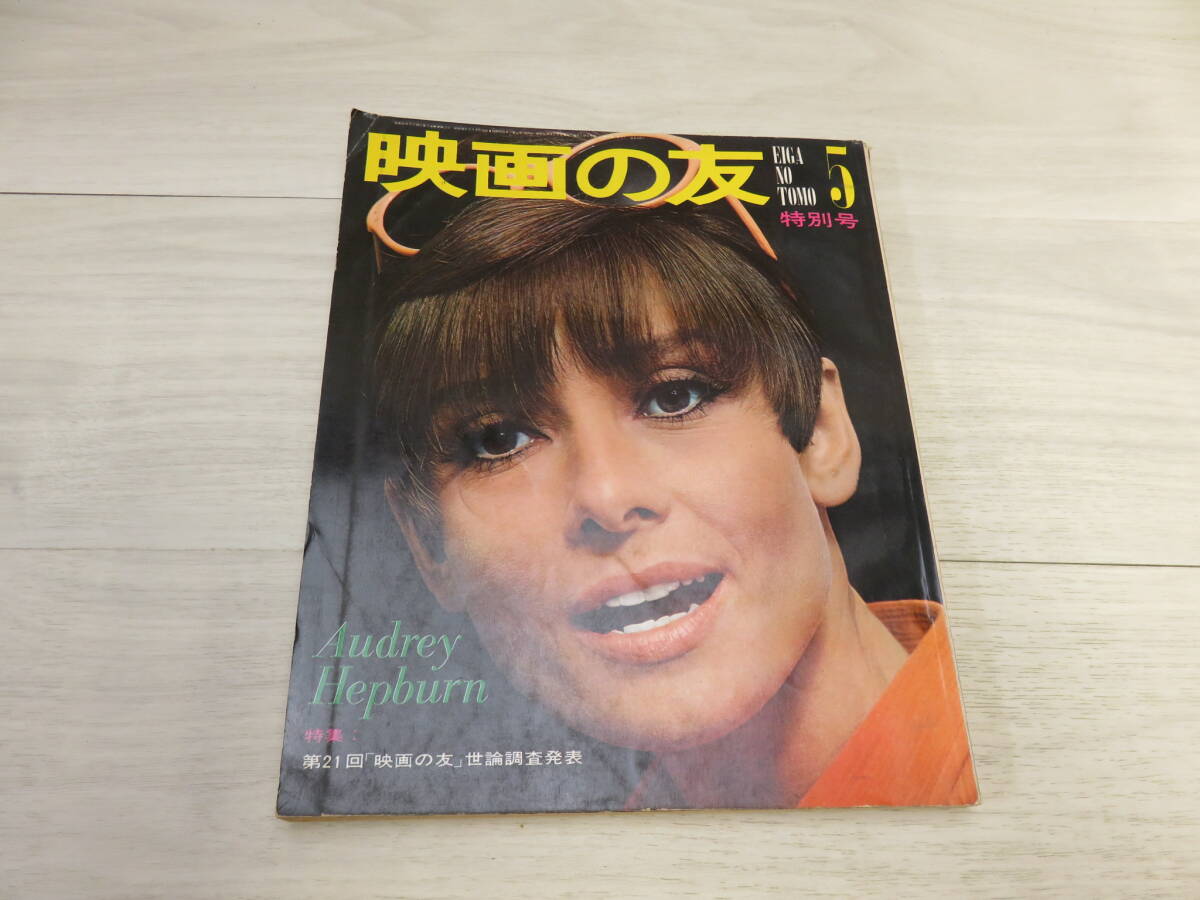 映画の友
EIGA
NO
TOMO
5
特別号
Audrey
Hepburn
特集:
第21回「映画の友」世論調査発表